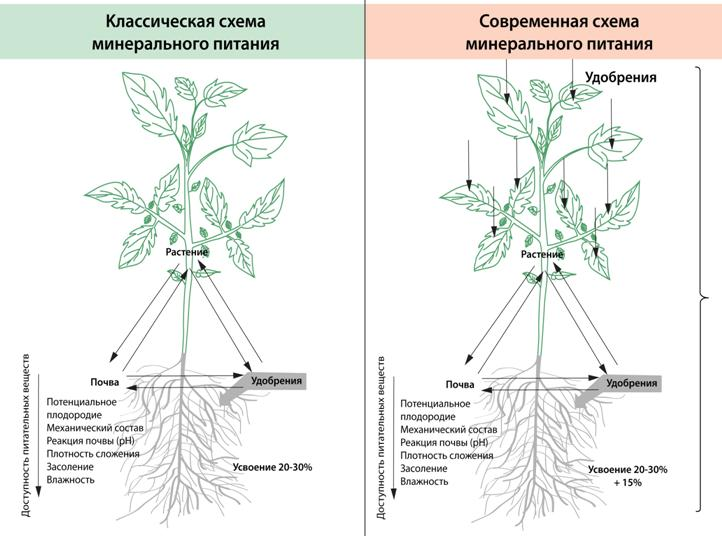 Классическая схема
минерального питания
Растение
Почва
Удобрения
Доступность питательных веществ
Потенциальное
плодородие
Механический состав
Реакция почвы (pH)
Плотность сложения
Засоление
Влажность
Усвоение 20-30%
Современная схема
минерального питания
Удобрения
Растение
Почва
Удобрения
Доступность питательных веществ
Потенциальное
плодородие
Механический состав
Реакция почвы (pH)
Плотность сложения
Засоление
Влажность
Усвоение 20-30%
+ 15%